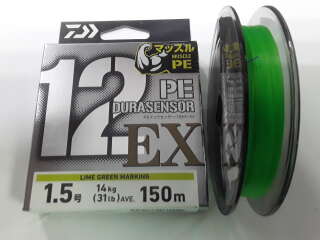 DAIWA
マッスル
MUSCLE
PE
12
PE
DURASENSOR
EX
LIME GREEN MARKING
1.5号 14kg (31lb) AVE. 150m